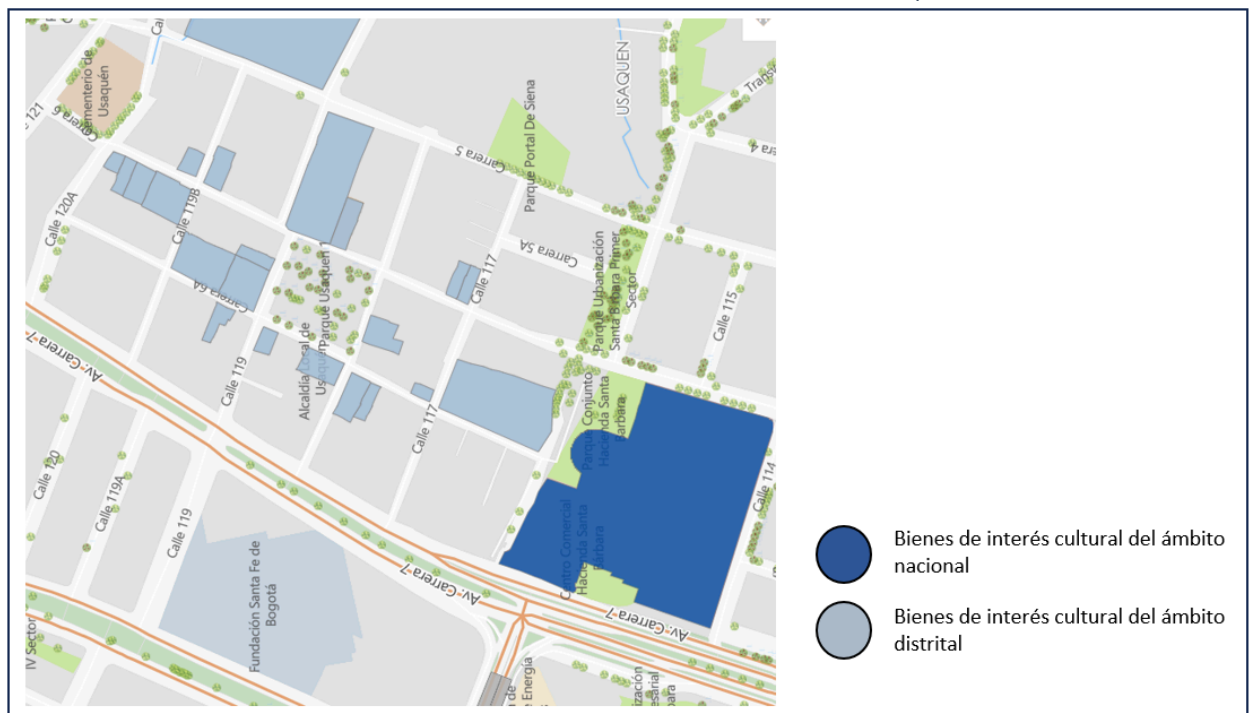 Cementerio de
Usaquén
Carrera 6
Calle 120A
Calle 119B
Carrera 5
Parque Portal De Siena
USAQUEN
Carrera 5A
Calle 117
Parque Urbanización
Santa Bárbara Primer
Sector
Calle 115
Carrera 6A
Parque Usaquén 1
Alcaldía Local de
Usaquén
Calle 119
Calle 117
Parque Conjunto
Hacienda Santa
Bárbara
Calle 114
Av. Carrera 7
Calle 120
Calle 119A
Calle 119
Centro Comercial
Hacienda Santa
Bárbara
Av. Carrera 7
Av. Carrera 7
Fundación Santa Fe de
Bogotá
IV Sector
Bienes de interés cultural del ámbito
nacional
Bienes de interés cultural del ámbito
distrital